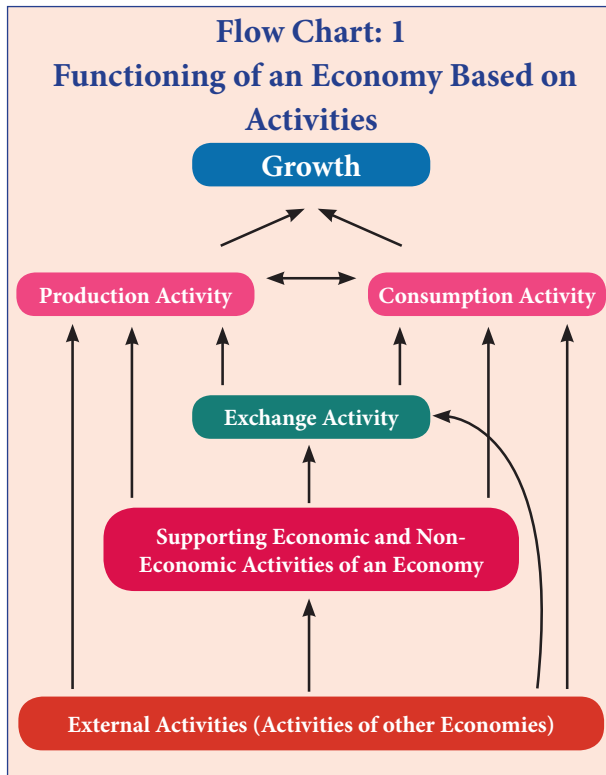 Flow Chart: 1
Functioning of an Economy Based on
Activities
Growth
Production Activity
Consumption Activity
Exchange Activity
Supporting Economic and Non-
Economic Activities of an Economy
External Activities (Activities of other Economies)